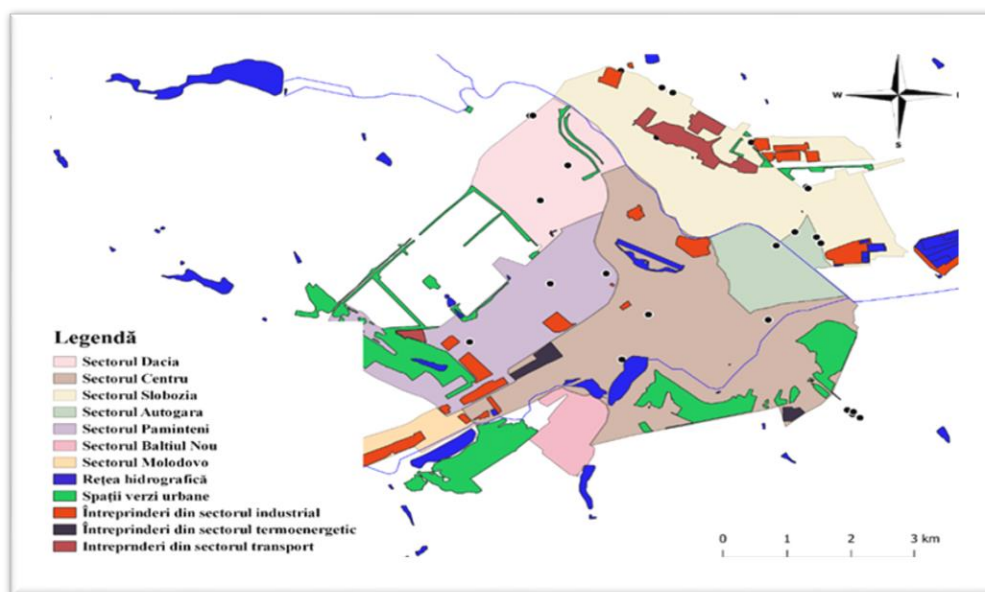 W
S
Legendă
Sectorul Dacia
Sectorul Centru
Sectorul Slobozia
Sectorul Autogara
Sectorul Paminteni
Sectorul Baltiul Nou
Sectorul Molodovo
Rețea hidrografică
Spații verzi urbane
Întreprinderi din sectorul industrial
Întreprinderi din sectorul termoenergetic
Intreprnderi din sectorul transport
0 1 2 3 km